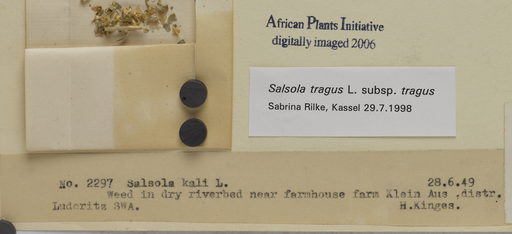 African Plants Initiative
digitally imaged 2006
Salsola tragus L. subsp. tragus
Sabrina Rilke, Kassel 29.7.1998
No. 2297 Salsola kali L. 28.6.49
Weed in dry riverbed near farmhouse farm Klein Aus ,distr.
Luderitz SWA. H.Kinges.